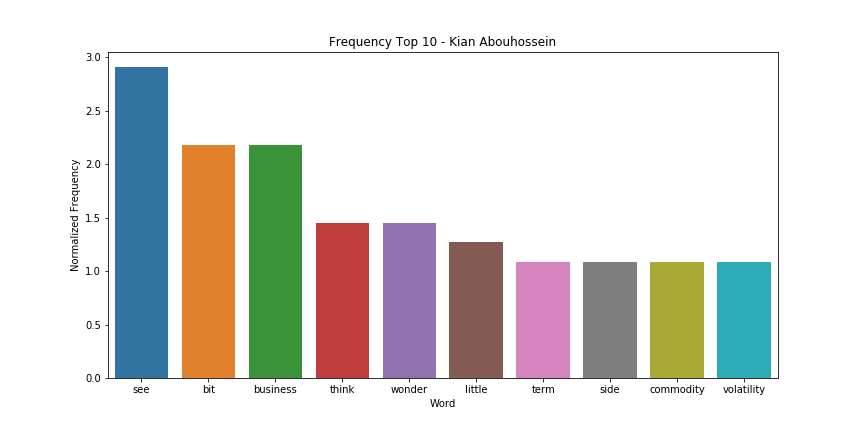 Frequency Top 10 - Kian Abouhossein
3.0
2.5
2.0
1.5
1.0
0.5
0.0
Normalized Frequency
see bit business think wonder little term side commodity volatility
Word